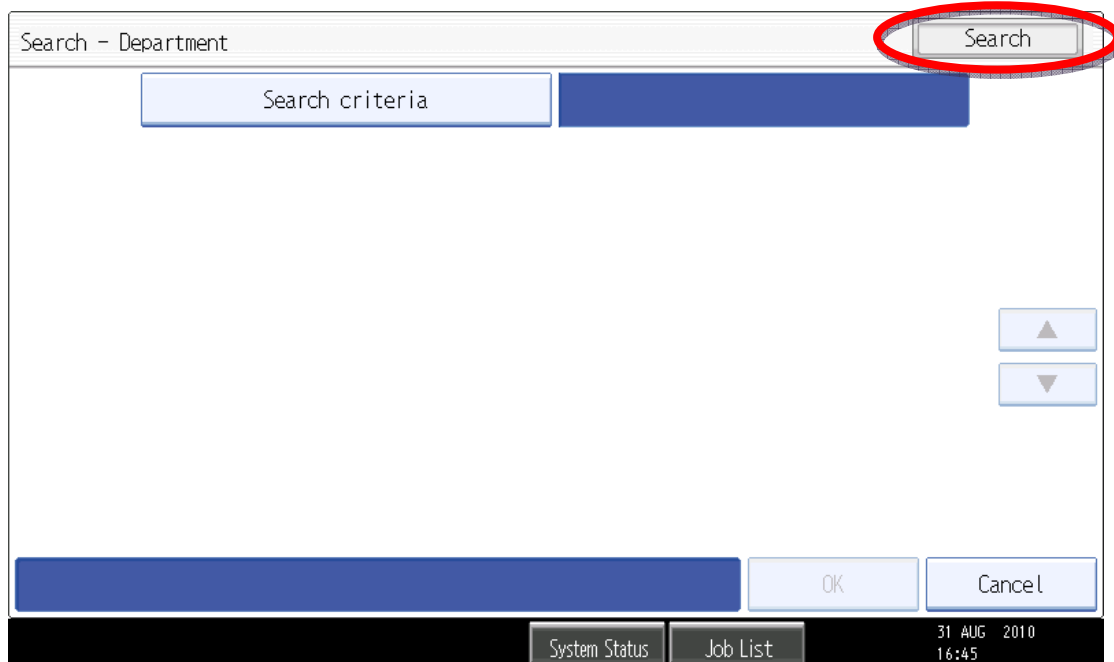 Search - Department
Search
Search criteria
OK
Cancel
System Status
Job List
31 AUG 2010
16:45